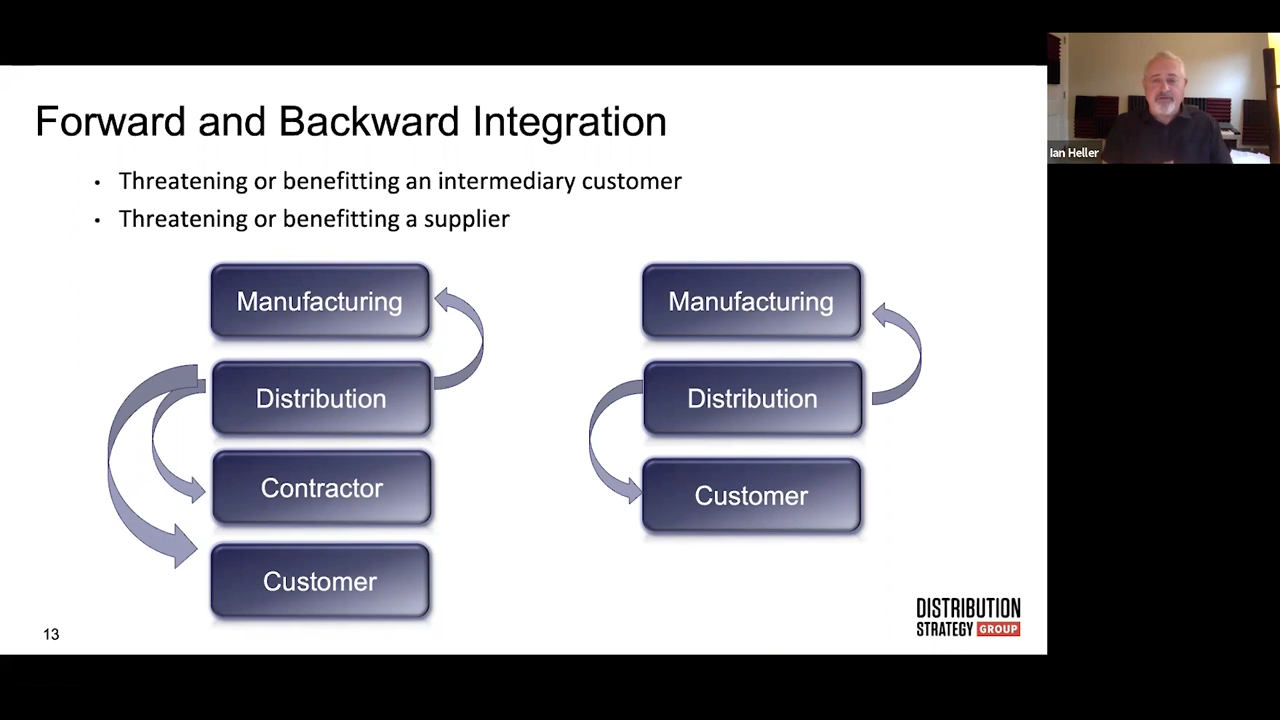 Forward and Backward Integration
• Threatening or benefitting an intermediary customer
• Threatening or benefitting a supplier
Manufacturing
Distribution
Contractor
Customer
Manufacturing
Distribution
Customer
13
DISTRIBUTION
STRATEGY GROUP
Ian Heller